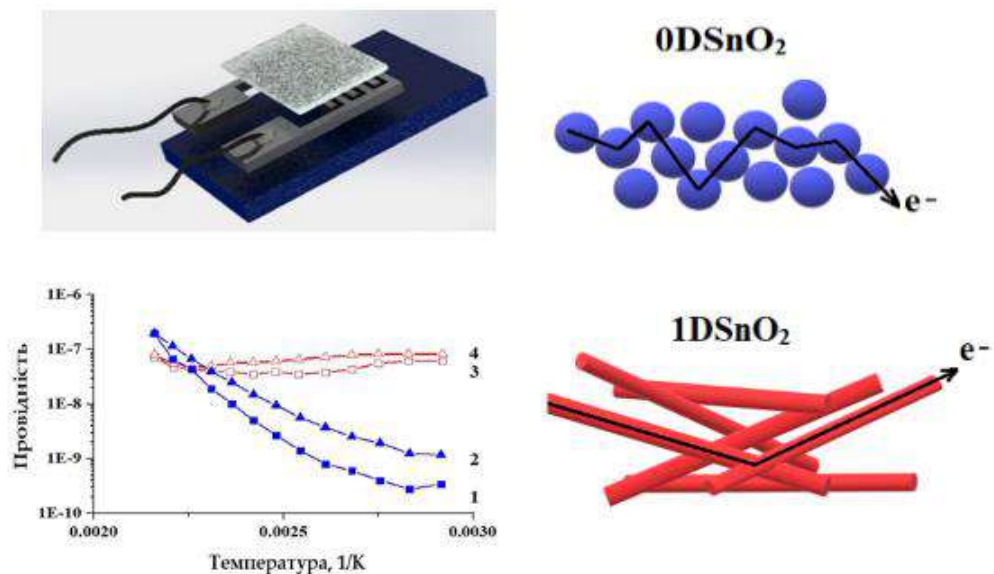 0DSnO₂
e-
1E-6
1E-7
1E-8
1E-9
1E-10
Провідність
4
3
2
1
0.0020
0.0025
0.0030
Температура, 1/K
1DSnO₂
e-